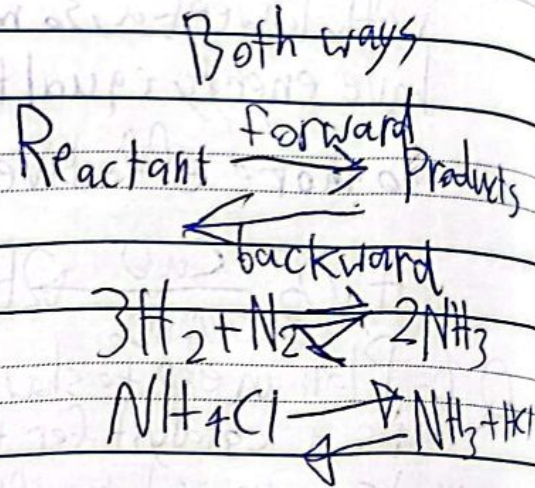 Both ways
forward
Reactant → Products
←
backward
3H₂+N₂ ⇌ 2NH₃
NH₄Cl ⇌ NH₃+HCl